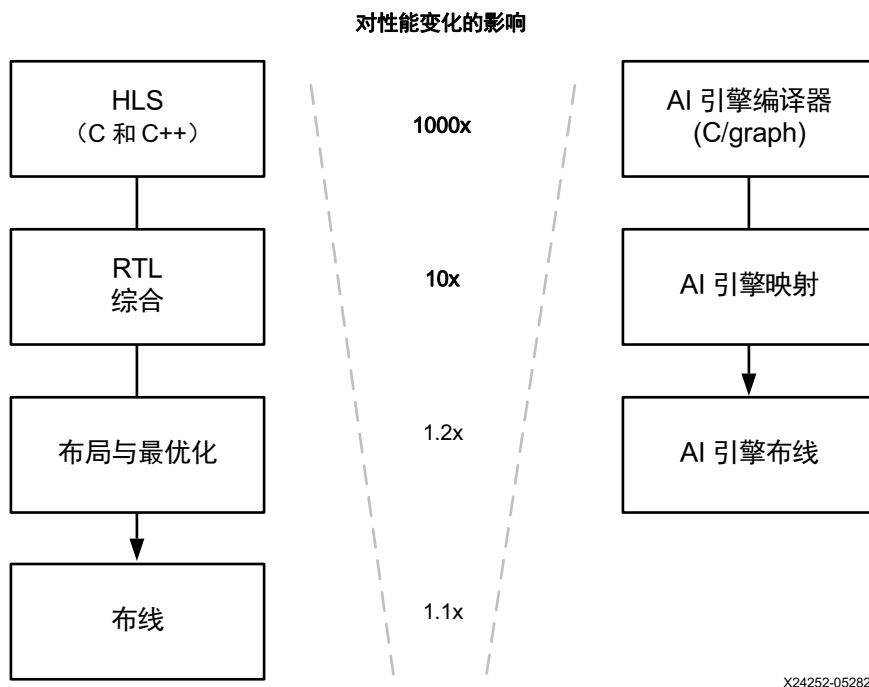 对性能变化的影响
HLS
（C 和 C++）
1000x
AI 引擎编译器
(C/graph)
RTL
综合
10x
AI 引擎映射
布局与最优化
1.2x
AI 引擎布线
布线
1.1x
X24252-05282